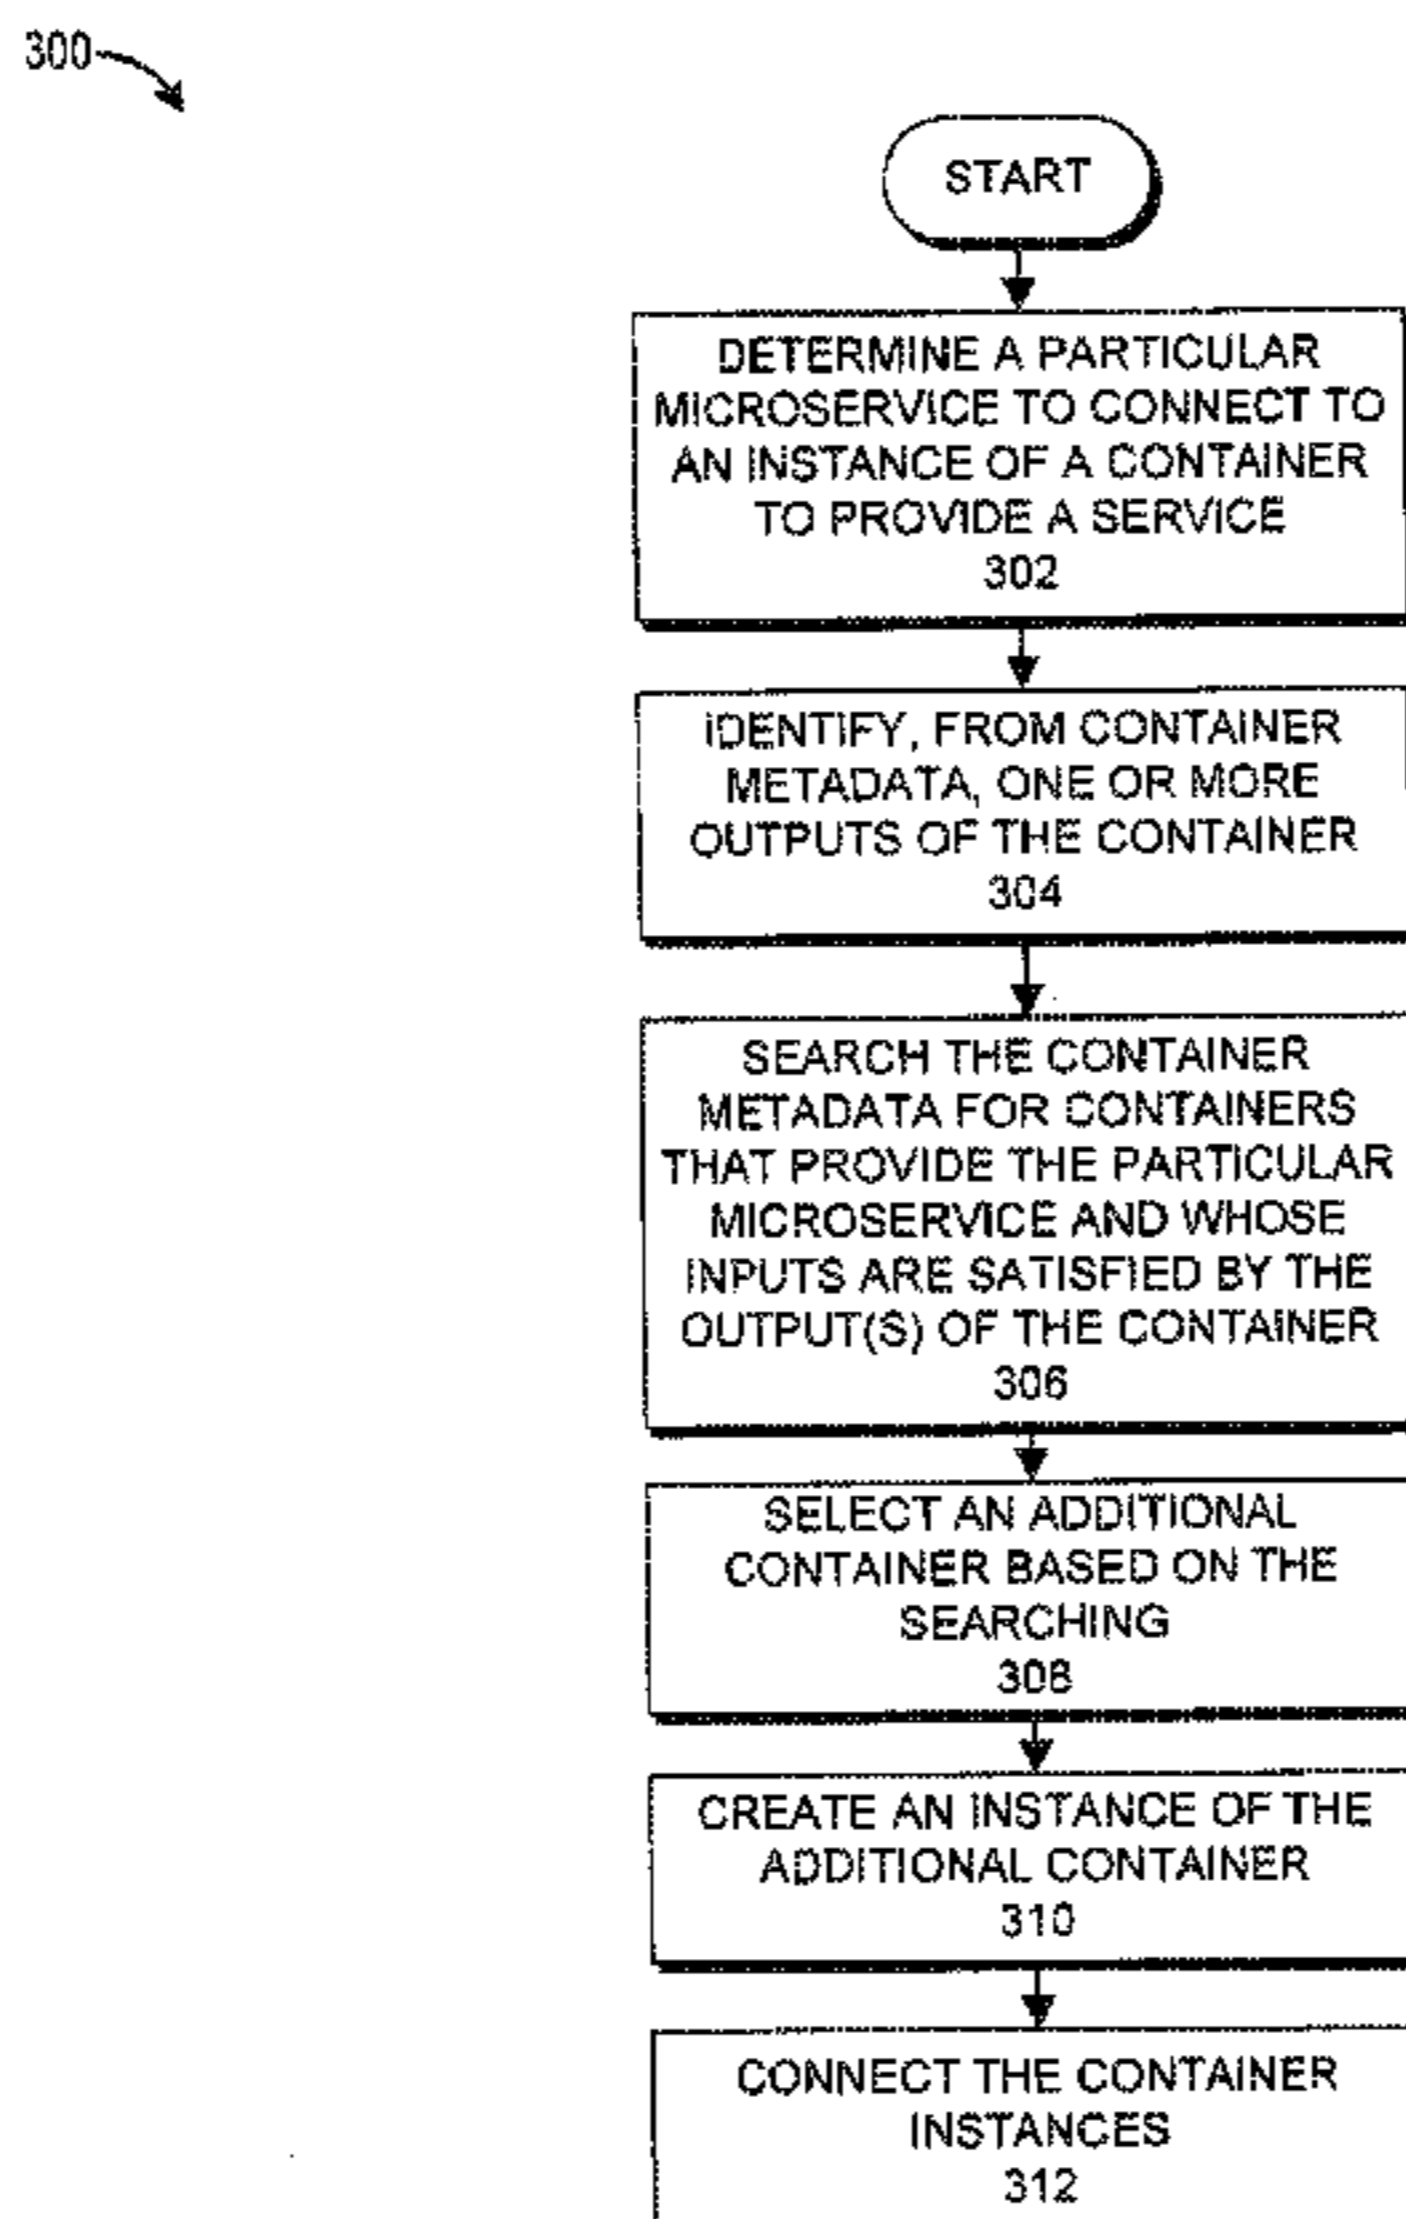 300
START
DETERMINE A PARTICULAR
MICROSERVICE TO CONNECT TO
AN INSTANCE OF A CONTAINER
TO PROVIDE A SERVICE
302
IDENTIFY, FROM CONTAINER
METADATA, ONE OR MORE
OUTPUTS OF THE CONTAINER
304
SEARCH THE CONTAINER
METADATA FOR CONTAINERS
THAT PROVIDE THE PARTICULAR
MICROSERVICE AND WHOSE
INPUTS ARE SATISFIED BY THE
OUTPUT(S) OF THE CONTAINER
306
SELECT AN ADDITIONAL
CONTAINER BASED ON THE
SEARCHING
308
CREATE AN INSTANCE OF THE
ADDITIONAL CONTAINER
310
CONNECT THE CONTAINER
INSTANCES
312